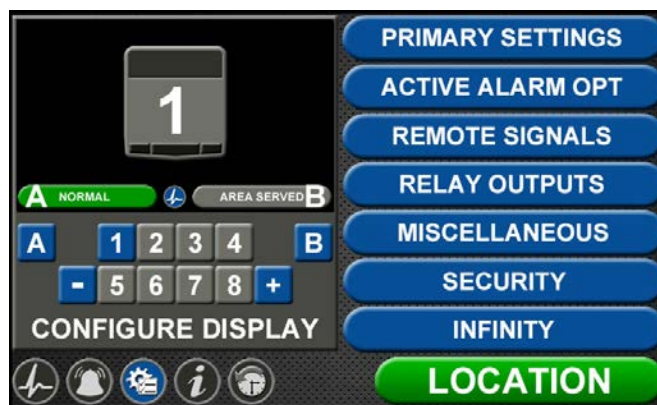 1
A NORMAL AREA SERVED B
A 1 2 3 4 B
- 5 6 7 8 +
CONFIGURE DISPLAY
PRIMARY SETTINGS
ACTIVE ALARM OPT
REMOTE SIGNALS
RELAY OUTPUTS
MISCELLANEOUS
SECURITY
INFINITY
i
LOCATION